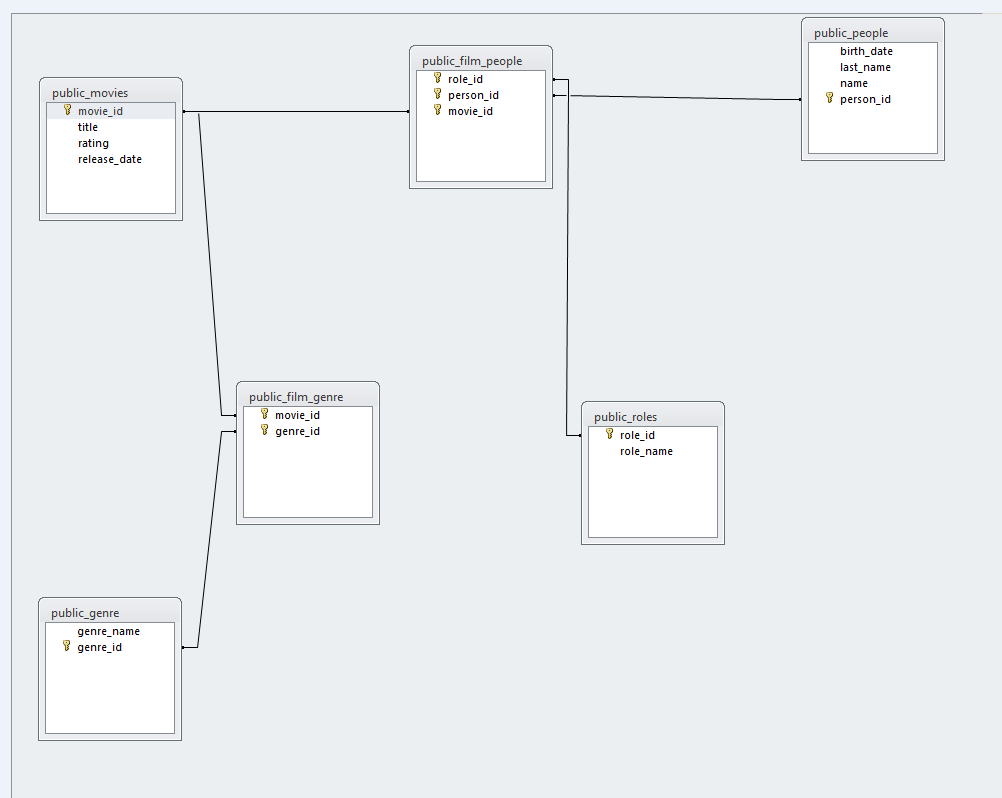 public_movies
movie_id
title
rating
release_date
public_film_people
role_id
person_id
movie_id
public_people
birth_date
last_name
name
person_id
public_film_genre
movie_id
genre_id
public_roles
role_id
role_name
public_genre
genre_name
genre_id